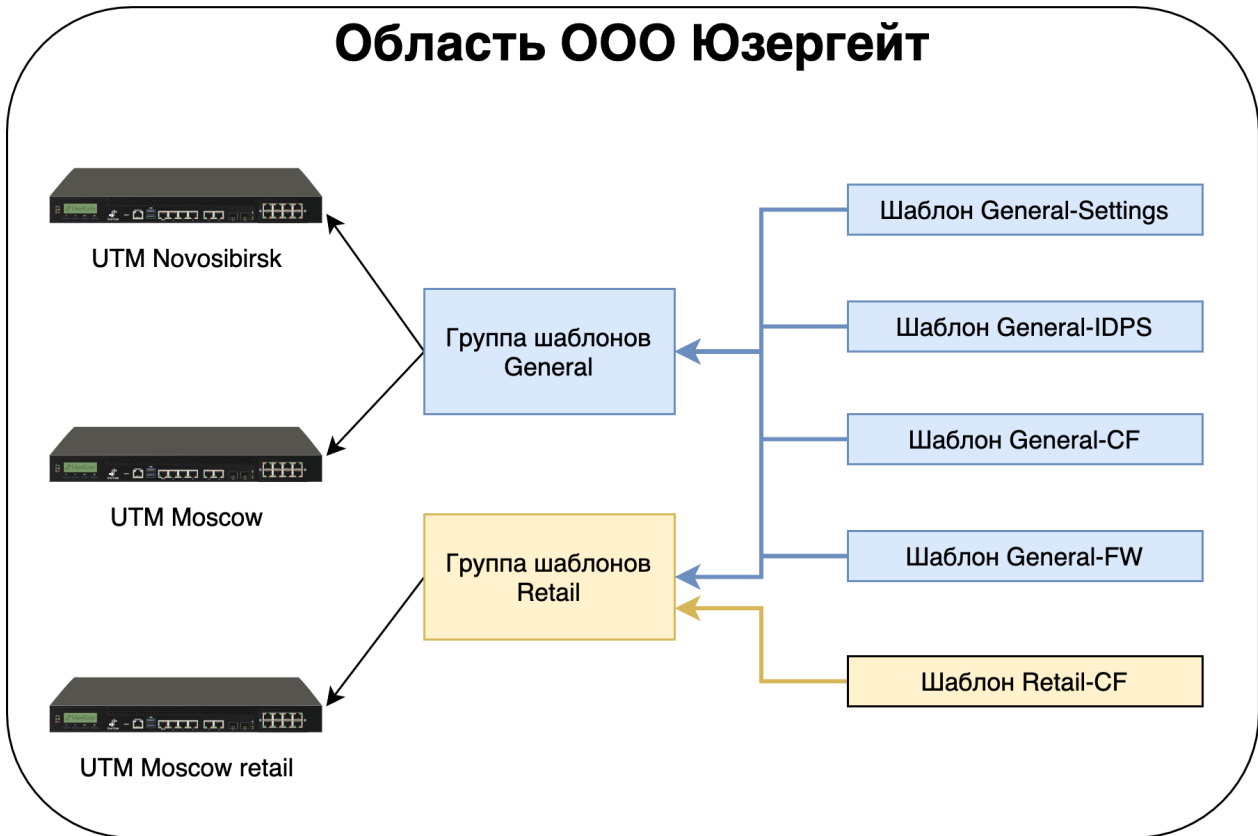 Область ООО Юзергейт
UTM Novosibirsk
UTM Moscow
UTM Moscow retail
Группа шаблонов
General
Группа шаблонов
Retail
Шаблон General-Settings
Шаблон General-IDPS
Шаблон General-CF
Шаблон General-FW
Шаблон Retail-CF